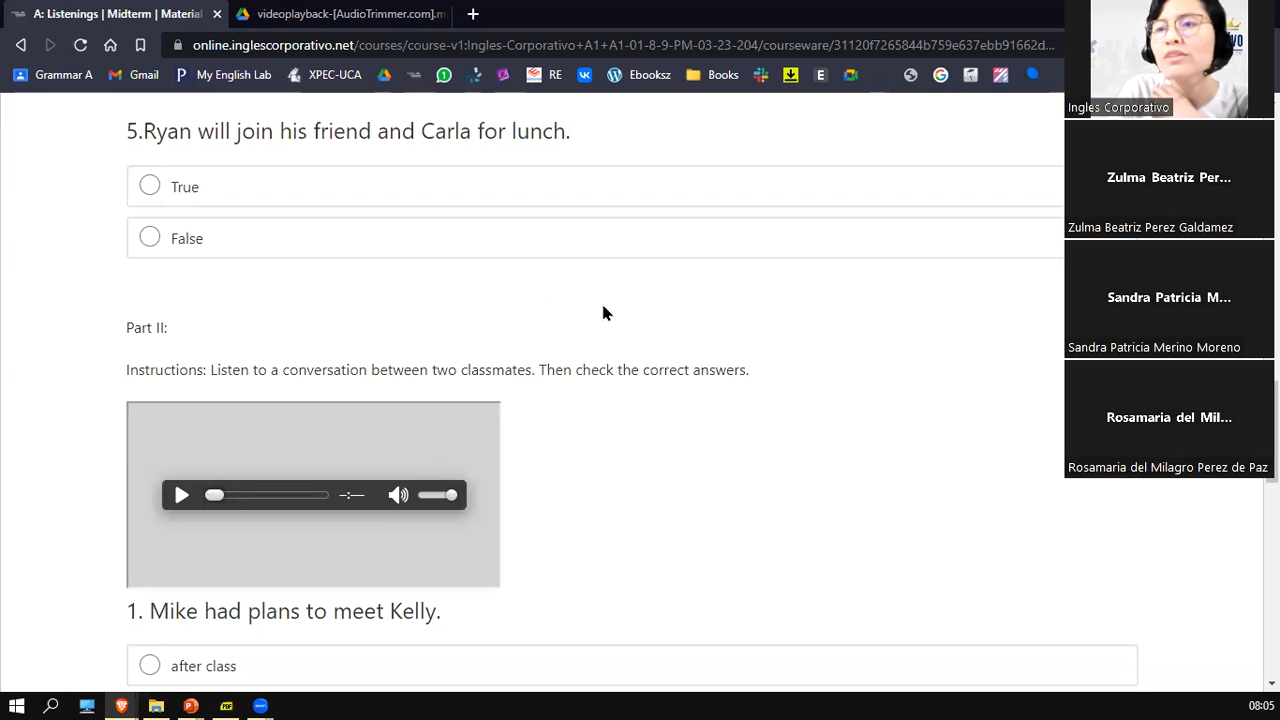 A: Listenings | Midterm | Material
videoplayback-[AudioTrimmer.com].m
online.inglescorporativo.net/courses/course-v1:Ingles-Corporativo+A1+A1-01-8-9-PM-03-23-204/courseware/31120f7265844b759e637ebb91662d...
Grammar A
Gmail
My English Lab
XPEC-UCA
RE
Ebooksz
Books
Ingles Corporativo
5.Ryan will join his friend and Carla for lunch.
True
False
Zulma Beatriz Per...
Zulma Beatriz Perez Galdamez
Sandra Patricia M...
Sandra Patricia Merino Moreno
Rosamaria del Mil...
Rosamaria del Milagro Perez de Paz
Part II:
Instructions: Listen to a conversation between two classmates. Then check the correct answers.
-:--
1. Mike had plans to meet Kelly.
after class
08:05